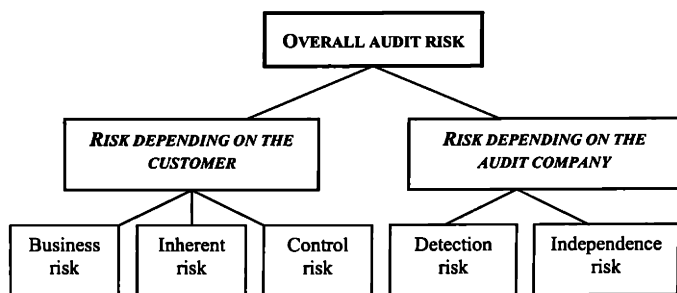 OVERALL AUDIT RISK
RISK DEPENDING ON THE
CUSTOMER
RISK DEPENDING ON THE
AUDIT COMPANY
Business
risk
Inherent
risk
Control
risk
Detection
risk
Independence
risk